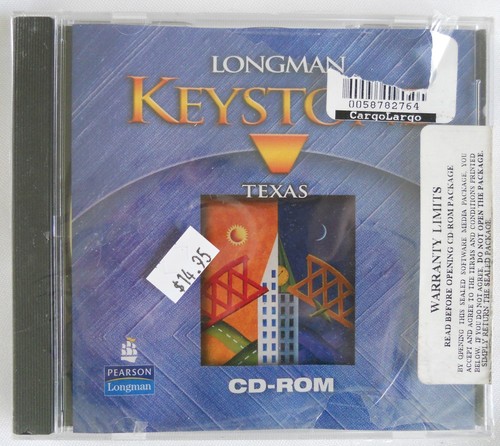 LONGMAN
KEYSTO
0058782764
CargoLargo
TEXAS
$14.95
PEARSON
Longman
CD-ROM
WARRANTY LIMITS
READ BEFORE OPENING CD-ROM PACKAGE
BY OPENING THIS SEALED SOFTWARE MEDIA PACKAGE, YOU
ACCEPT AND AGREE TO THE TERMS AND CONDITIONS PRINTED
BELOW. IF YOU DO NOT AGREE, DO NOT OPEN THE PACKAGE.
SIMPLY RETURN THE SEALED PACKAGE.